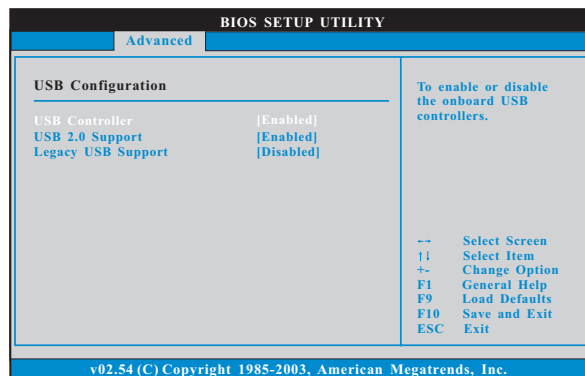 BIOS SETUP UTILITY
Advanced
USB Configuration
USB Controller [Enabled]
USB 2.0 Support [Enabled]
Legacy USB Support [Disabled]
To enable or disable
the onboard USB
controllers.
←→ Select Screen
↑↓ Select Item
+- Change Option
F1 General Help
F9 Load Defaults
F10 Save and Exit
ESC Exit
v02.54 (C) Copyright 1985-2003, American Megatrends, Inc.